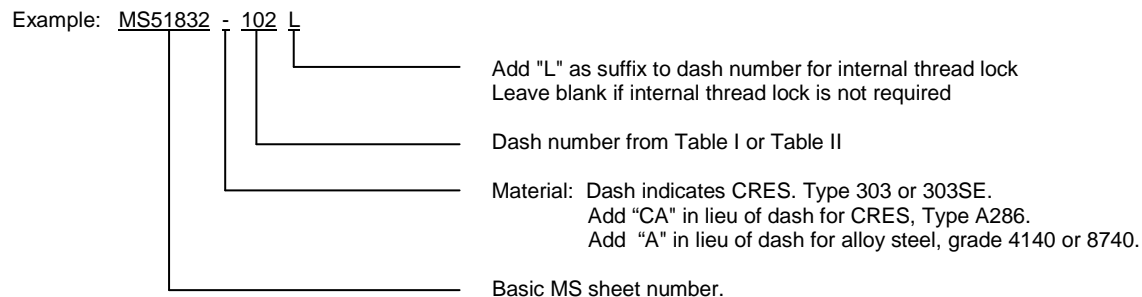 Example: MS51832 - 102 L
Add "L" as suffix to dash number for internal thread lock
Leave blank if internal thread lock is not required
Dash number from Table I or Table II
Material: Dash indicates CRES. Type 303 or 303SE.
Add “CA" in lieu of dash for CRES, Type A286.
Add “A" in lieu of dash for alloy steel, grade 4140 or 8740.
Basic MS sheet number.